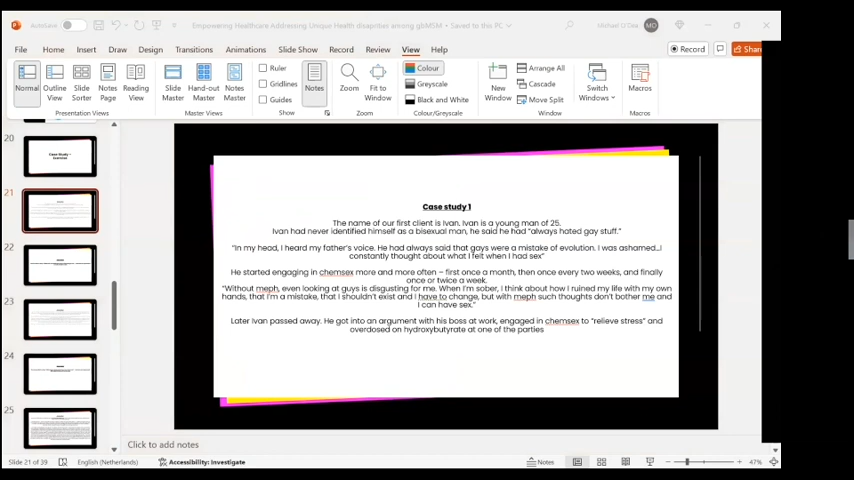 AutoSave
Empowering Healthcare Addressing Unique Health disaprities among gbMSM • Saved to this PC
MO
File Home Insert Draw Design Transitions Animations Slide Show Record Review View Help
Record
Share
Normal
Outline View
Slide Sorter
Notes Page
Reading View
Slide Master
Hand-out Master
Notes Master
Ruler
Gridlines
Guides
Notes
Zoom
Fit to Window
Colour
Greyscale
Black and White
New Window
Arrange All
Cascade
Move Split
Switch Windows
Macros
Presentation Views
Master Views
Show
Zoom
Colour/Greyscale
Window
Macros
20
21
22
23
24
25
Case study 1
The name of our first client is Ivan. Ivan is a young man of 25.
Ivan had never identified himself as a bisexual man, he said he had “always hated gay stuff.”
“In my head, I heard my father’s voice. He had always said that gays were a mistake of evolution. I was ashamed…I
constantly thought about what I felt when I had sex”
He started engaging in chemsex more and more often – first once a month, then once every two weeks, and finally
once or twice a week.
“Without meph, even looking at guys is disgusting for me. When I’m sober, I think about how I ruined my life with my own
hands, that I’m a mistake, that I shouldn’t exist and I have to change, but with meph such thoughts don’t bother me and
I can have sex.”
Later Ivan passed away. He got into an argument with his boss at work, engaged in chemsex to “relieve stress” and
overdosed on hydroxybutyrate at one of the parties
Click to add notes
Slide 21 of 39
English (Netherlands)
Accessibility: Investigate
Notes
47%